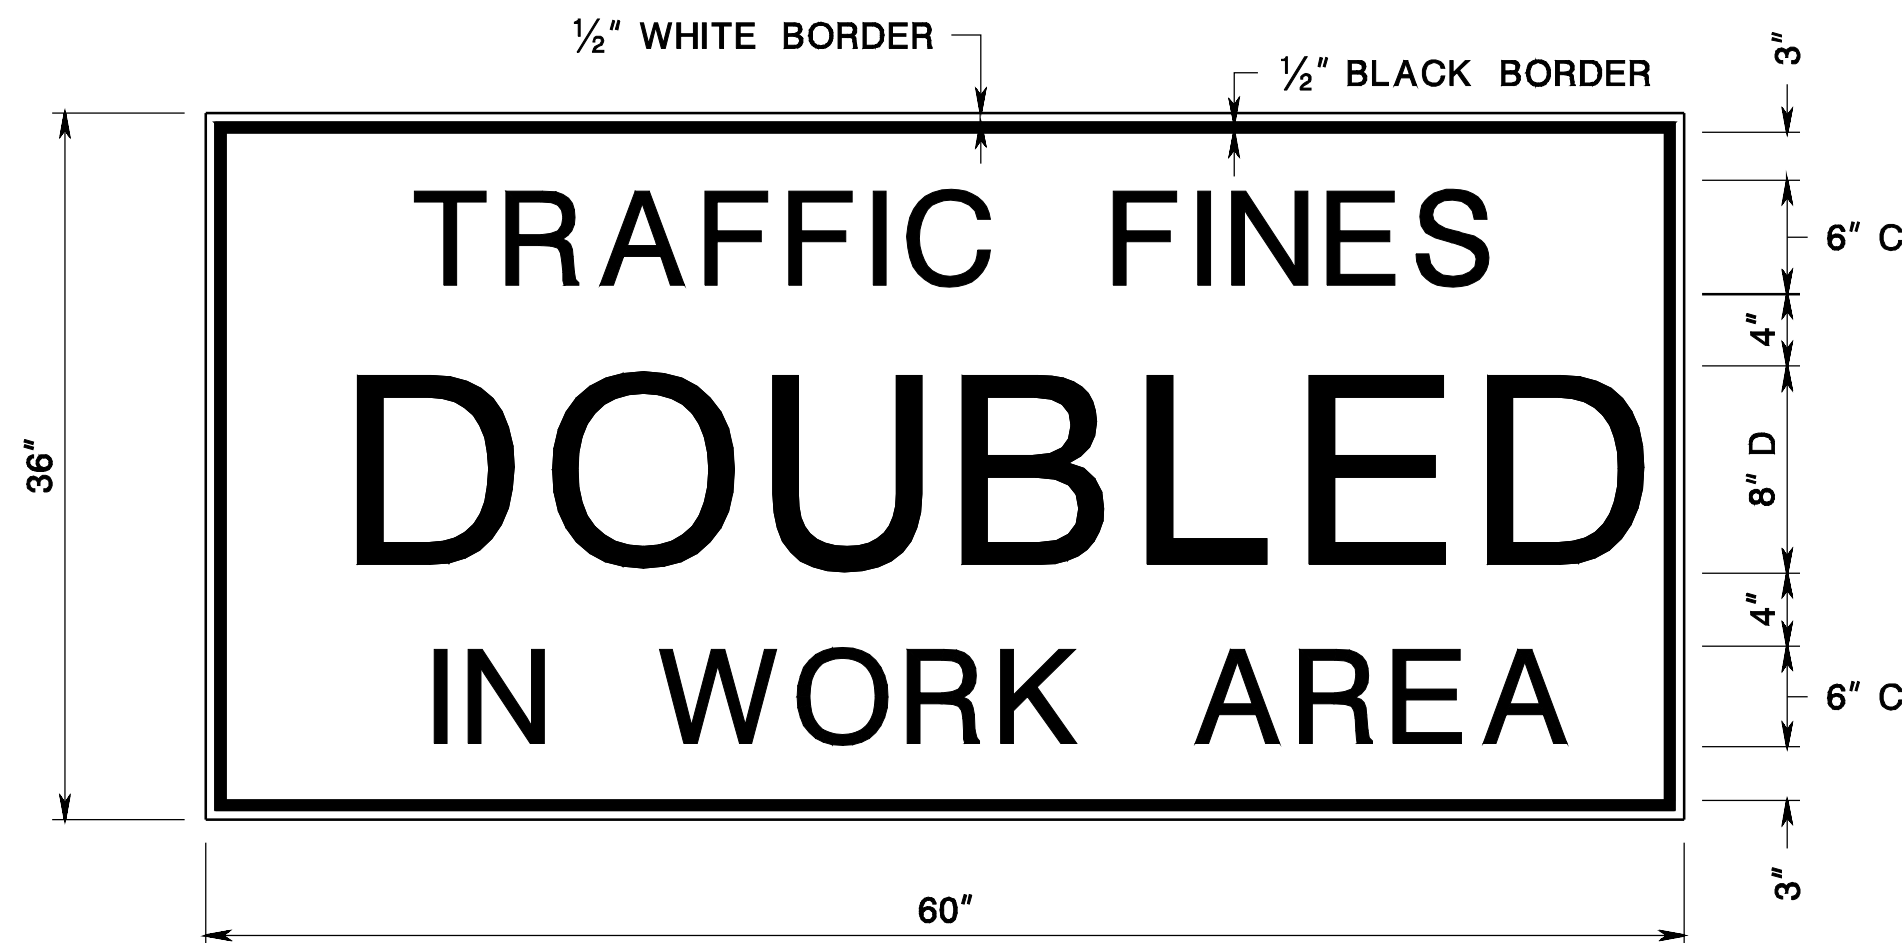 ½" WHITE BORDER
½" BLACK BORDER
3"
TRAFFIC FINES
6" C
4"
DOUBLED
36"
8" D
4"
IN WORK AREA
6" C
3"
60"